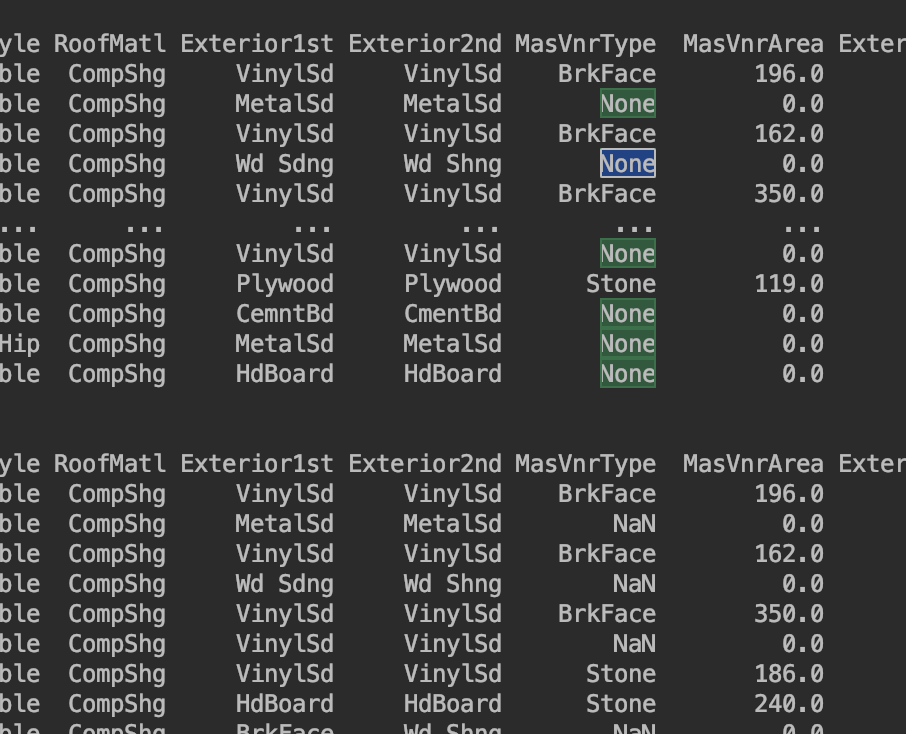 yle RoofMatl Exterior1st Exterior2nd MasVnrType MasVnrArea Exter
ble CompShg VinylSd VinylSd BrkFace 196.0
ble CompShg MetalSd MetalSd None 0.0
ble CompShg VinylSd VinylSd BrkFace 162.0
ble CompShg Wd Sdng Wd Shng None 0.0
ble CompShg VinylSd VinylSd BrkFace 350.0
... ... ... ... ... ...
ble CompShg VinylSd VinylSd None 0.0
ble CompShg Plywood Plywood Stone 119.0
ble CompShg CemntBd CmentBd None 0.0
Hip CompShg MetalSd MetalSd None 0.0
ble CompShg HdBoard HdBoard None 0.0
yle RoofMatl Exterior1st Exterior2nd MasVnrType MasVnrArea Exter
ble CompShg VinylSd VinylSd BrkFace 196.0
ble CompShg MetalSd MetalSd NaN 0.0
ble CompShg VinylSd VinylSd BrkFace 162.0
ble CompShg Wd Sdng Wd Shng NaN 0.0
ble CompShg VinylSd VinylSd BrkFace 350.0
ble CompShg VinylSd VinylSd NaN 0.0
ble CompShg VinylSd VinylSd Stone 186.0
ble CompShg HdBoard HdBoard Stone 240.0
ble CompShg BrkFace Wd Shng NaN 0.0